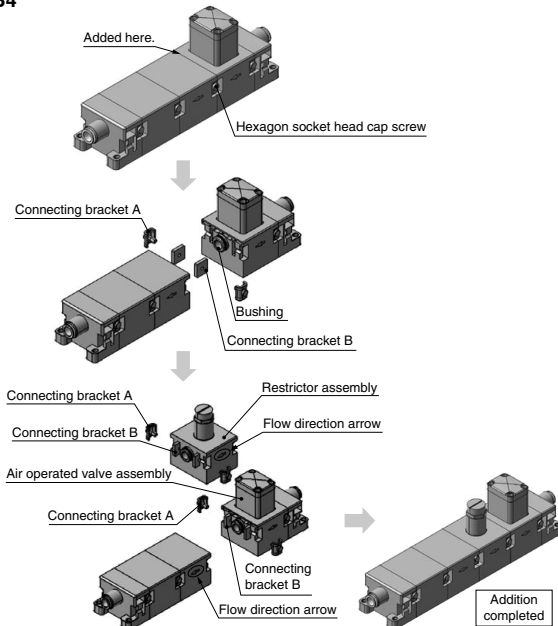 Added here.
Hexagon socket head cap screw
Connecting bracket A
Bushing
Connecting bracket B
Connecting bracket A
Restrictor assembly
Connecting bracket B
Flow direction arrow
Air operated valve assembly
Connecting bracket A
Connecting
bracket B
Flow direction arrow
Addition
completed